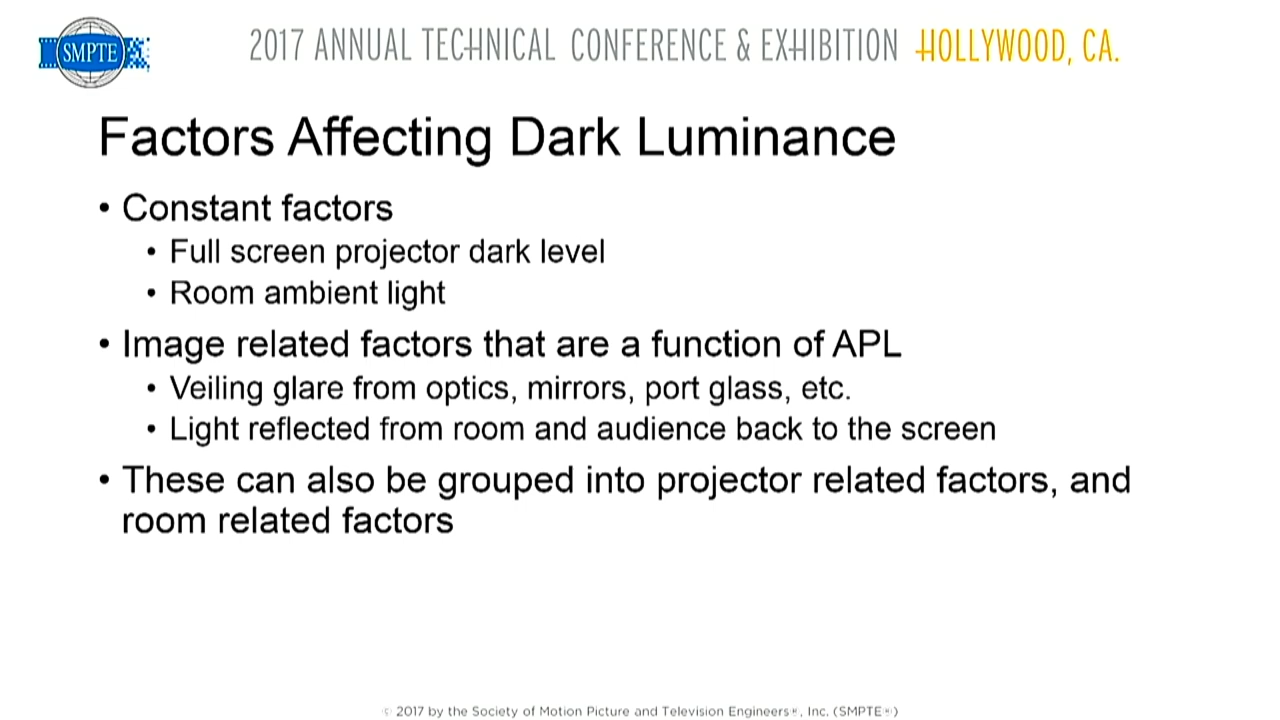 SMPTE
2017 ANNUAL TECHNICAL CONFERENCE & EXHIBITION HOLLYWOOD, CA.
Factors Affecting Dark Luminance
• Constant factors
• Full screen projector dark level
• Room ambient light
• Image related factors that are a function of APL
• Veiling glare from optics, mirrors, port glass, etc.
• Light reflected from room and audience back to the screen
• These can also be grouped into projector related factors, and
room related factors
© 2017 by the Society of Motion Picture and Television Engineers®, Inc. (SMPTE®)